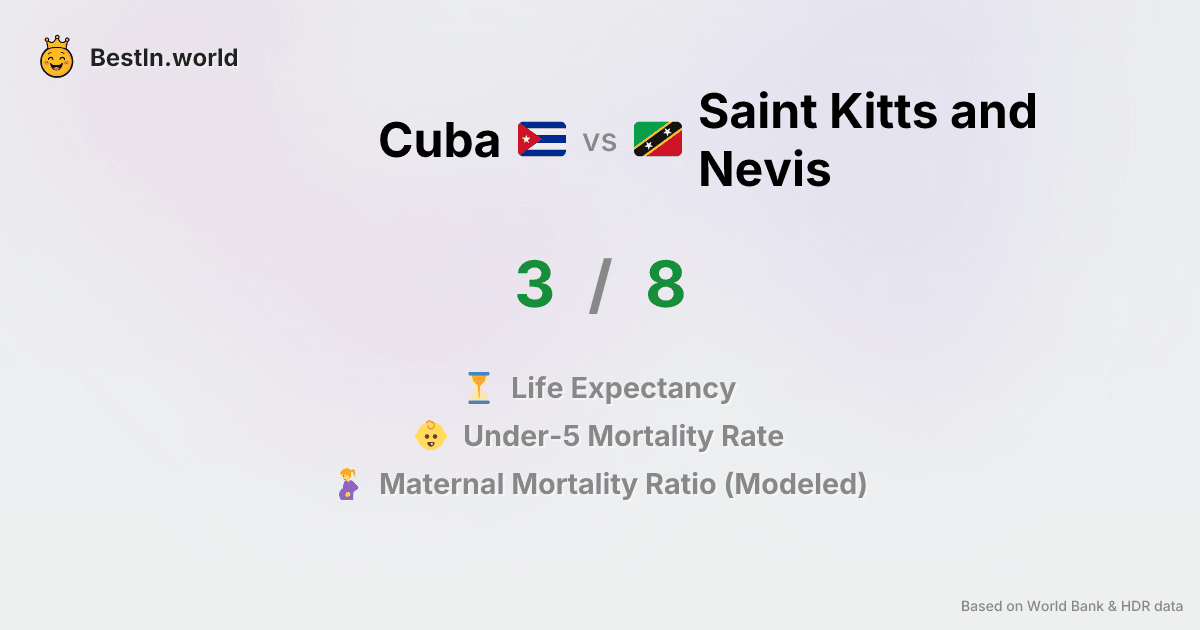 BestIn.world
Cuba vs Saint Kitts and
Nevis
3 / 8
Life Expectancy
Under-5 Mortality Rate
Maternal Mortality Ratio (Modeled)
Based on World Bank & HDR data